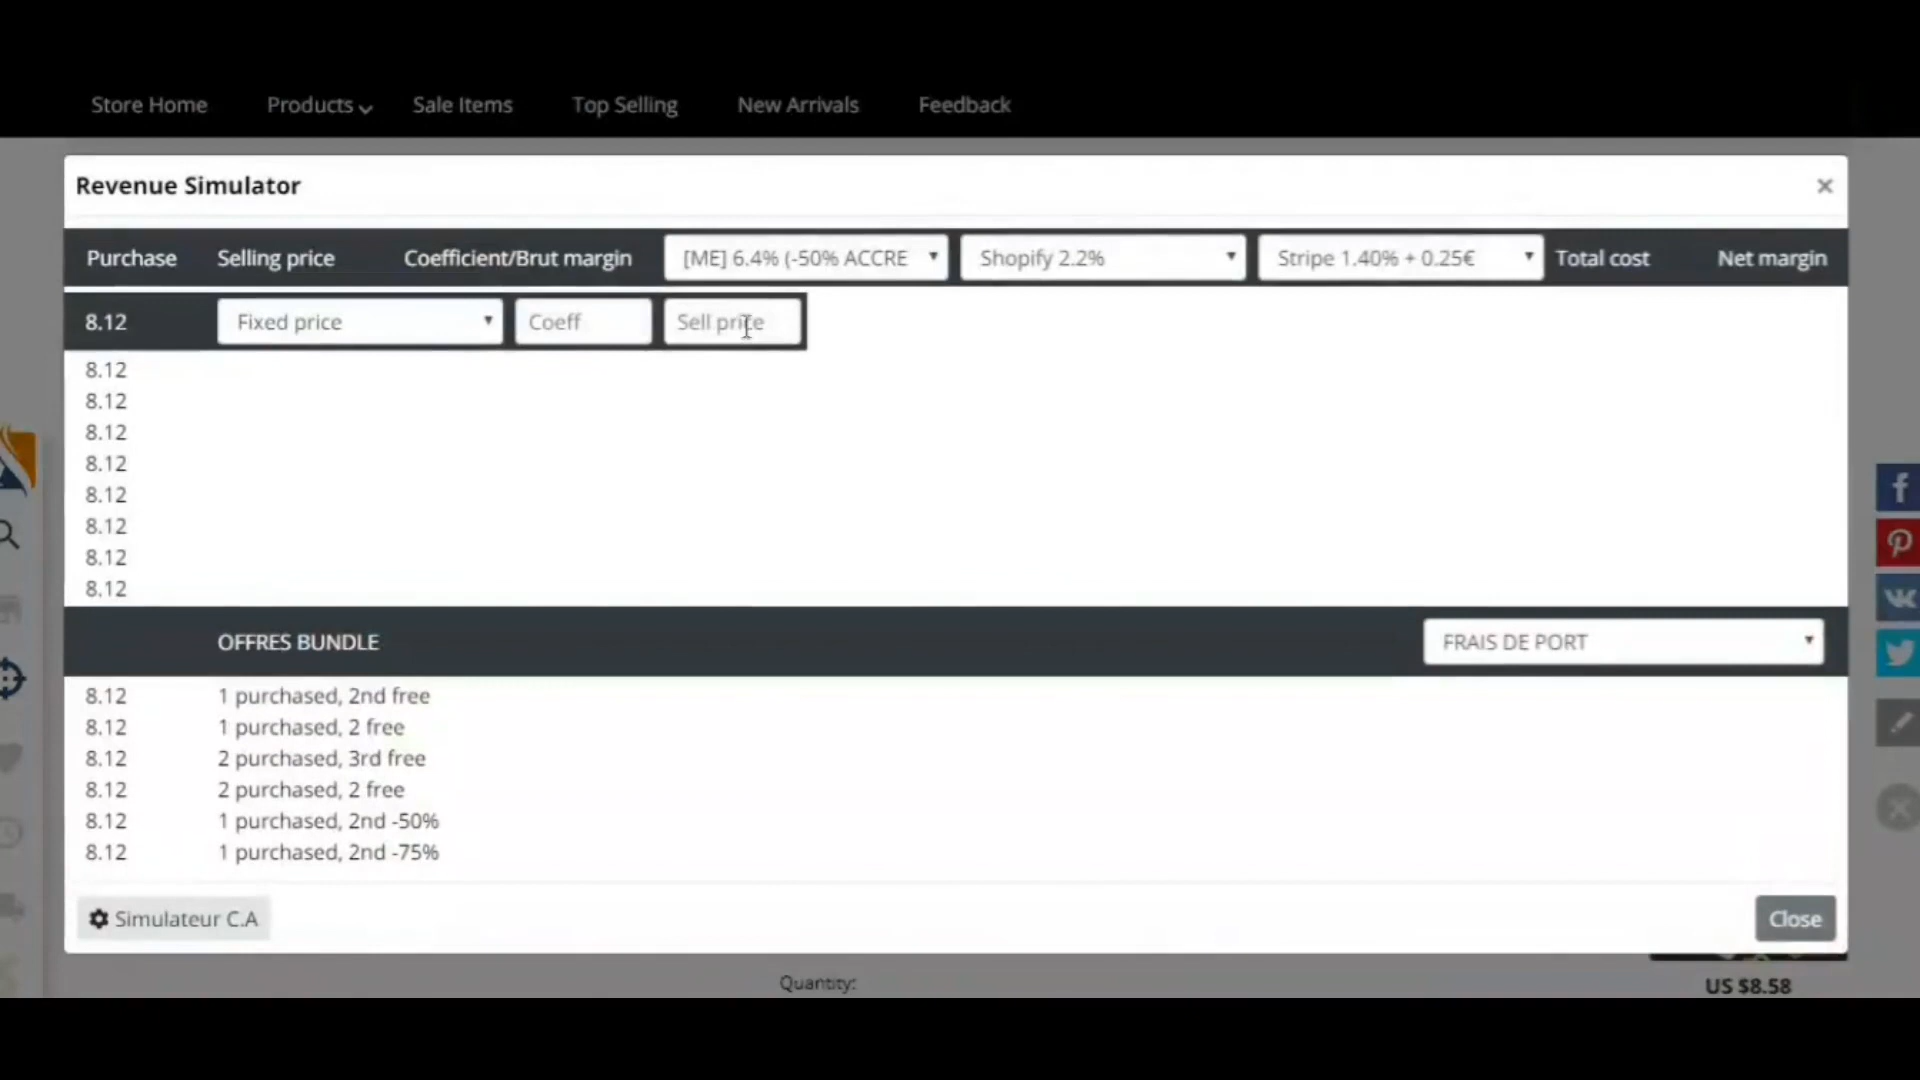 Store Home Products Sale Items Top Selling New Arrivals Feedback
Revenue Simulator ×
Purchase Selling price Coefficient/Brut margin [ME] 6.4% (-50% ACCRE Shopify 2.2% Stripe 1.40% + 0.25€ Total cost Net margin
8.12 Fixed price Coeff Sell price
8.12
8.12
8.12
8.12
8.12
8.12
8.12
8.12
OFFRES BUNDLE FRAIS DE PORT
8.12 1 purchased, 2nd free
8.12 1 purchased, 2 free
8.12 2 purchased, 3rd free
8.12 2 purchased, 2 free
8.12 1 purchased, 2nd -50%
8.12 1 purchased, 2nd -75%
Simulateur C.A Close
Quantity: US $8.58